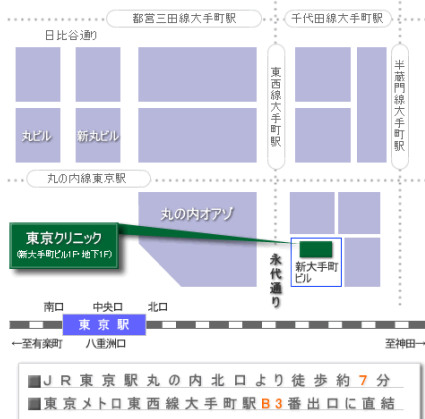 都営三田線大手町駅
千代田線大手町駅
日比谷通り
東西線大手町駅
半蔵門線大手町駅
丸ビル
新丸ビル
丸の内線東京駅
丸の内オアゾ
東京クリニック
(新大手町ビル1F・地下1F)
新大手町
ビル
永代通り
南口 中央口 北口
東京駅
←至有楽町 八重洲口 至神田→
■JR東京駅丸の内北口より徒歩約7分
■東京メトロ東西線大手町駅B3番出口に直結